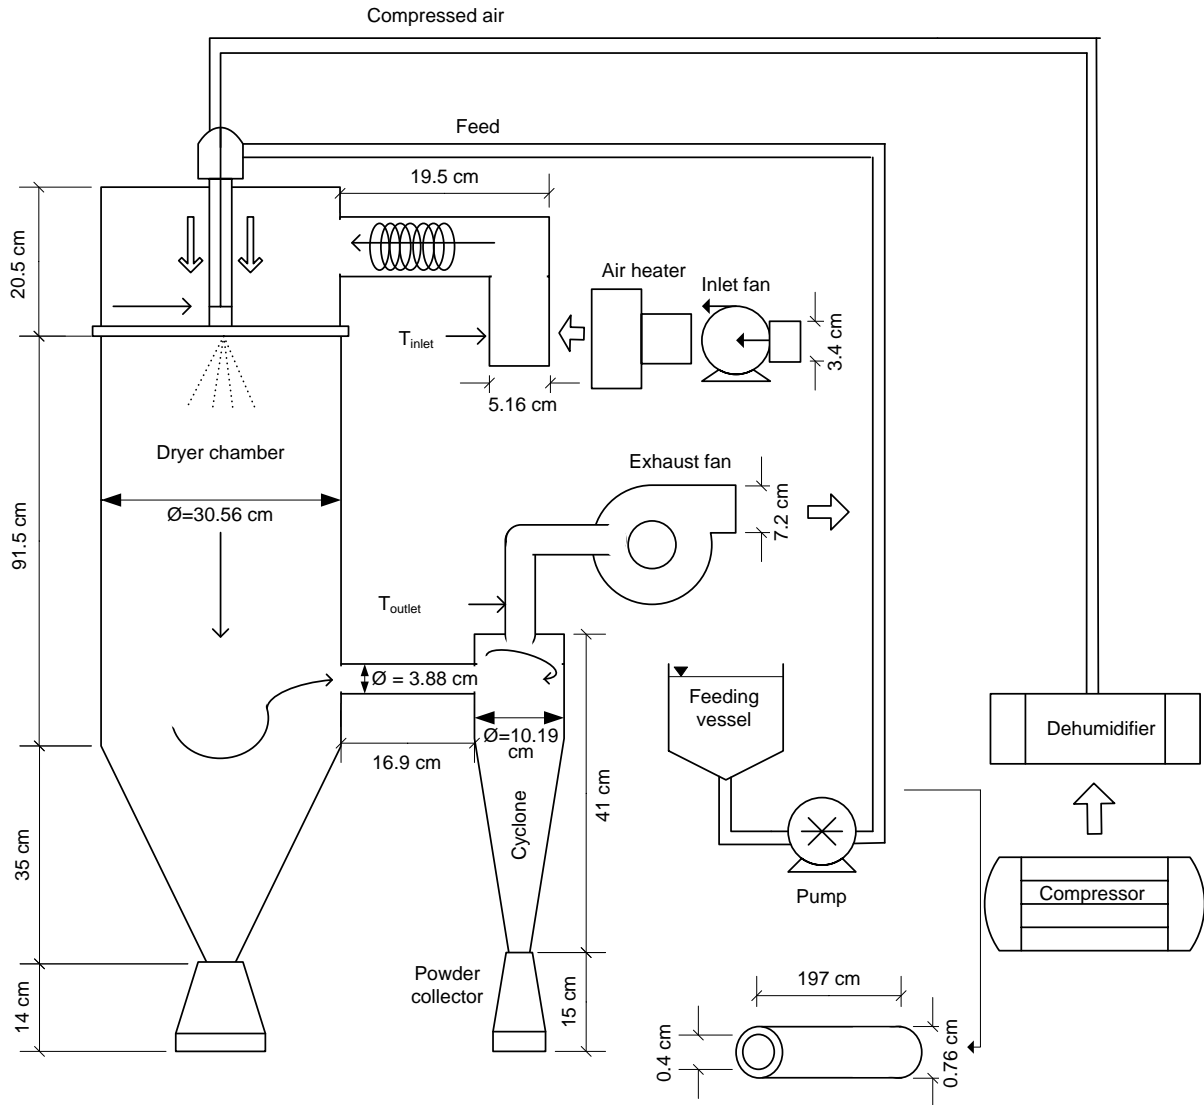 Compressed air
Feed
19.5 cm
20.5 cm
Air heater
Inlet fan
T inlet
3.4 cm
5.16 cm
Dryer chamber
Ø=30.56 cm
91.5 cm
Exhaust fan
7.2 cm
T outlet
Ø = 3.88 cm
Feeding
vessel
Ø=10.19
cm
Dehumidifier
16.9 cm
41 cm
Cyclone
35 cm
Pump
Compressor
Powder
collector
14 cm
15 cm
197 cm
0.4 cm
0.76 cm